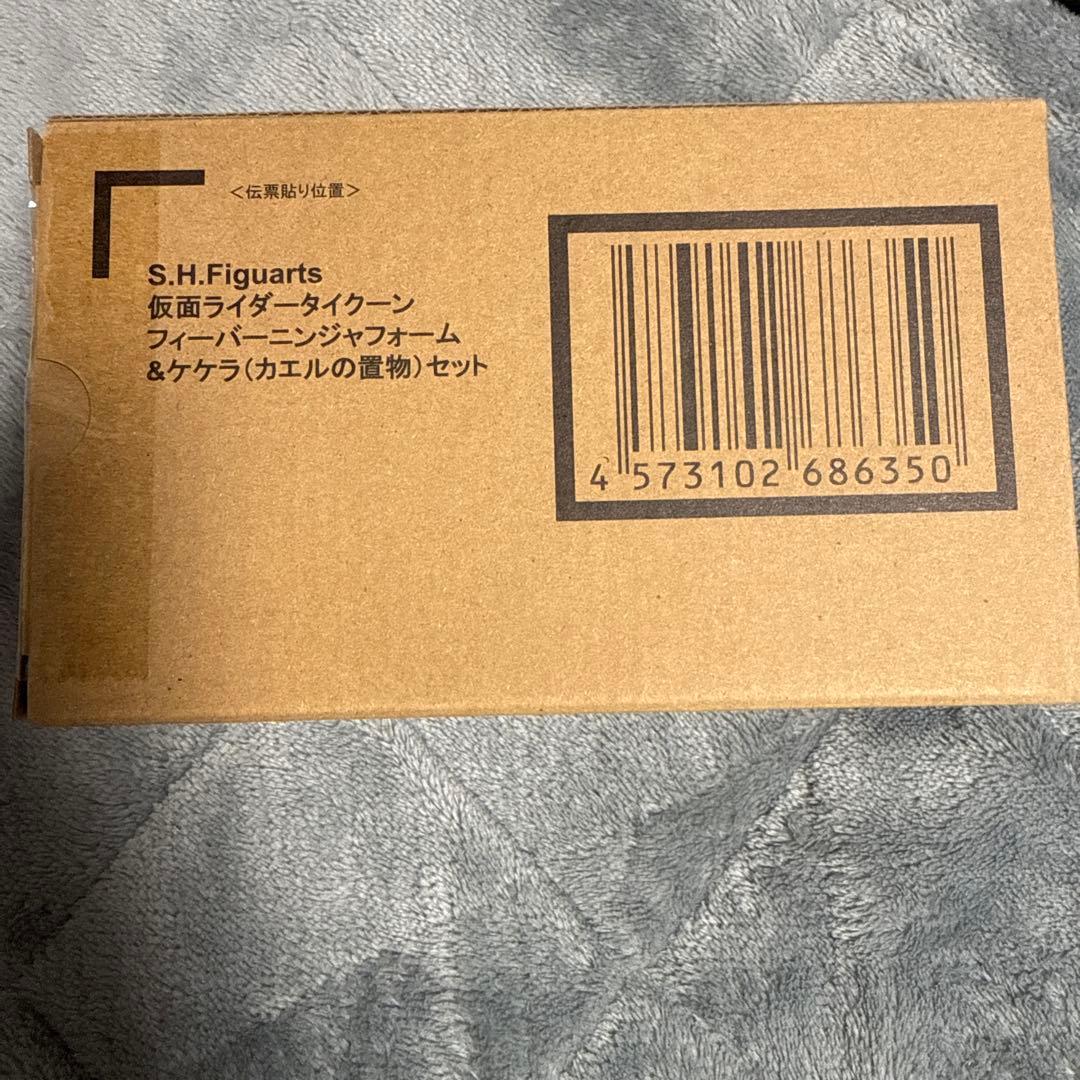 <伝票貼り位置>
S.H.Figuarts
仮面ライダータイクーン
フィーバーニンジャフォーム
&ケケラ(カエルの置物)セット
4 573102 686350